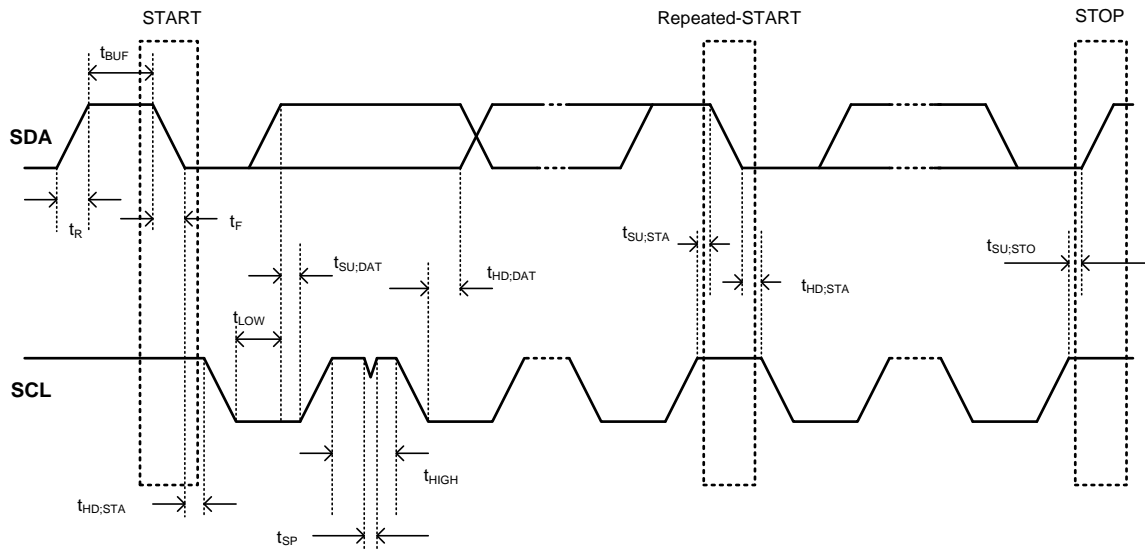 START
Repeated-START
STOP
tBUF
SDA
tR
tF
tSU;STA
tSU;STO
tSU;DAT
tHD;DAT
tHD;STA
tLOW
SCL
tHIGH
tHD;STA
tSP